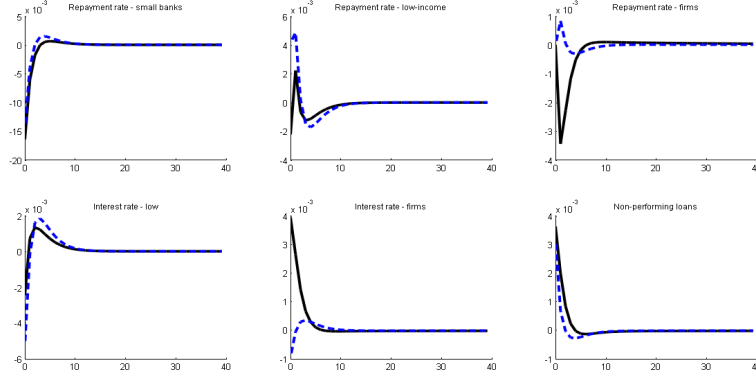 x 10⁻³ Repayment rate - small banks
5
0
-5
-10
-15
-20
0 10 20 30 40
x 10⁻³ Repayment rate - low-income
6
4
2
0
-2
-4
0 10 20 30 40
x 10⁻³ Repayment rate - firms
1
0
-1
-2
-3
-4
0 10 20 30 40
x 10⁻³ Interest rate - low
2
0
-2
-4
-6
0 10 20 30 40
x 10⁻³ Interest rate - firms
4
3
2
1
0
-1
0 10 20 30 40
x 10⁻³ Non-performing loans
4
3
2
1
0
-1
0 10 20 30 40